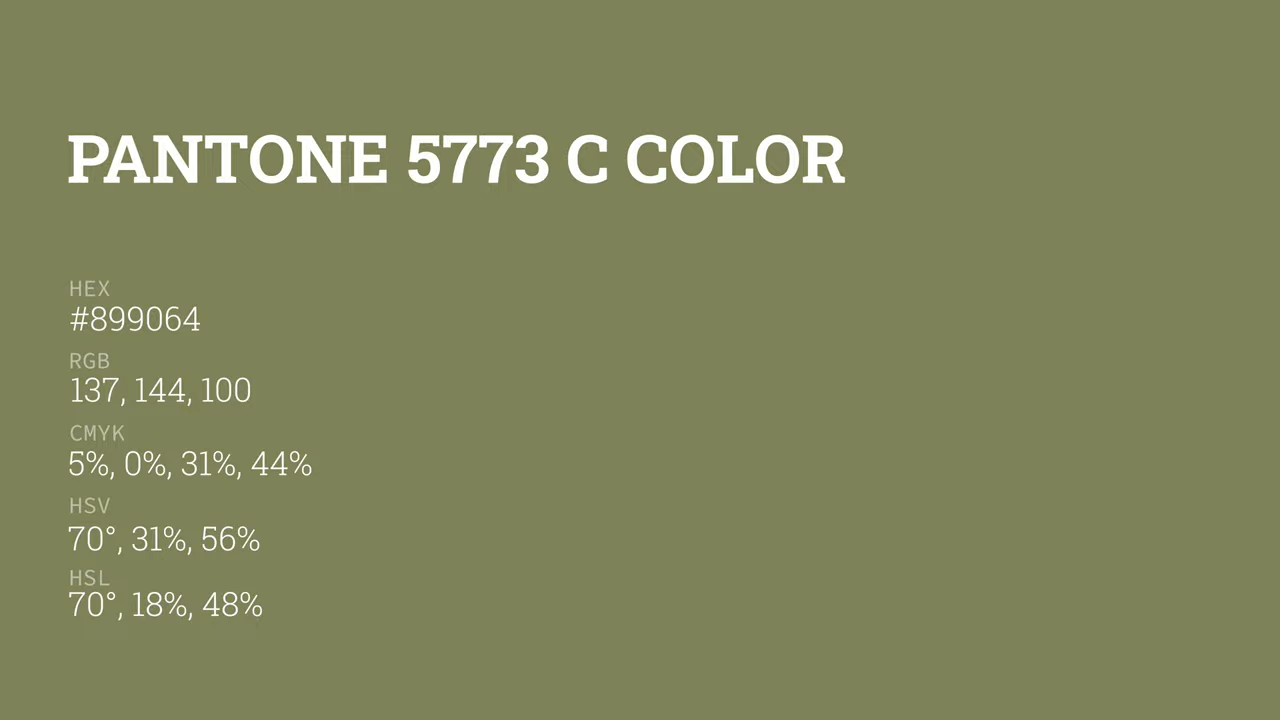 PANTONE 5773 C COLOR
HEX
#899064
RGB
137, 144, 100
CMYK
5%, 0%, 31%, 44%
HSV
70°, 31%, 56%
HSL
70°, 18%, 48%